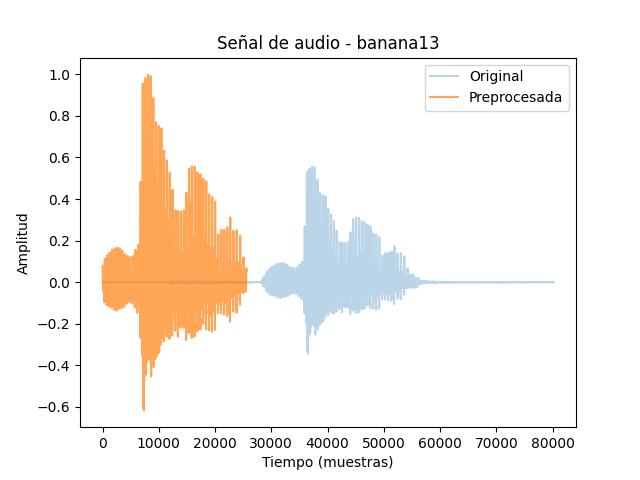 Señal de audio - banana13
Original
Preprocesada
Amplitud
1.0
0.8
0.6
0.4
0.2
0.0
−0.2
−0.4
−0.6
0 10000 20000 30000 40000 50000 60000 70000 80000
Tiempo (muestras)